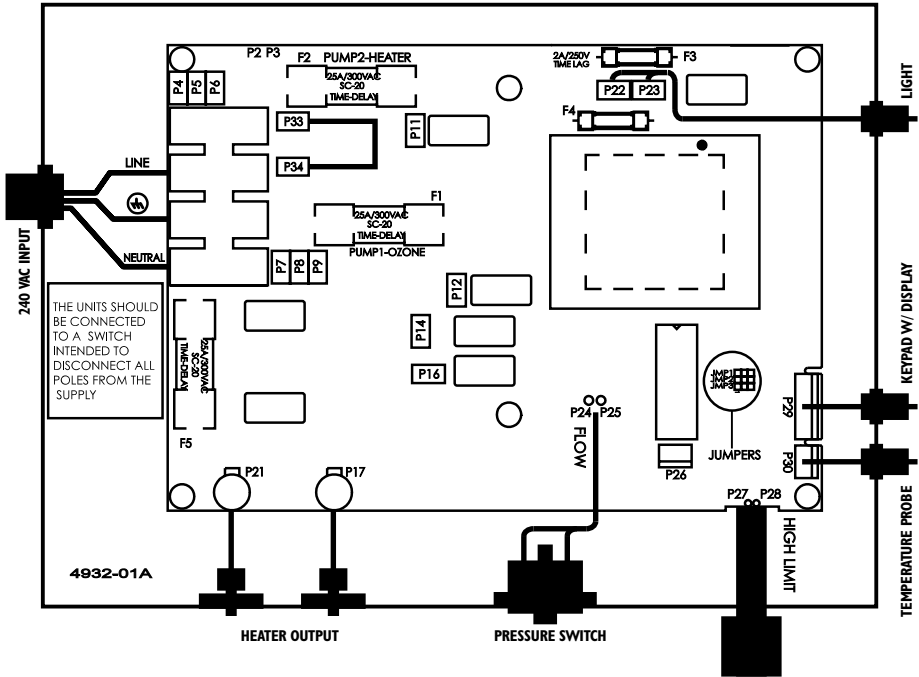 P2 P3
F2 PUMP2-HEATER
25A/300VAC
SC-20
TIME-DELAY
2A/250V
TIME LAG
F3
LIGHT
P4
P5
P6
P22
P23
F4
P33
P11
P34
LINE
F1
25A/300VAC
SC-20
TIME-DELAY
PUMP1-OZONE
NEUTRAL
240 VAC INPUT
P7
P8
P9
P12
KEYPAD W/ DISPLAY
THE UNITS SHOULD
BE CONNECTED
TO A SWITCH
INTENDED TO
DISCONNECT ALL
POLES FROM THE
SUPPLY
25A/300VAC
SC-20
TIME-DELAY
F5
P14
P16
JMP1
JMP2
JMP3
JUMPERS
P24
P25
FLOW
P29
P30
P26
P21
P17
P27
P28
HIGH LIMIT
TEMPERATURE PROBE
4932-01A
HEATER OUTPUT
PRESSURE SWITCH